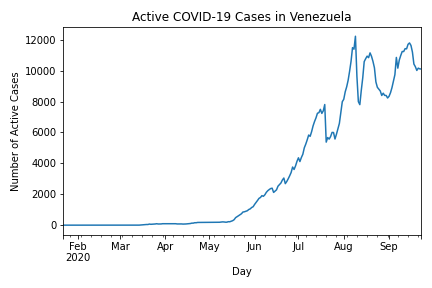 Active COVID-19 Cases in Venezuela
12000
10000
8000
6000
4000
2000
0
Number of Active Cases
Feb Mar Apr May Jun Jul Aug Sep
2020
Day